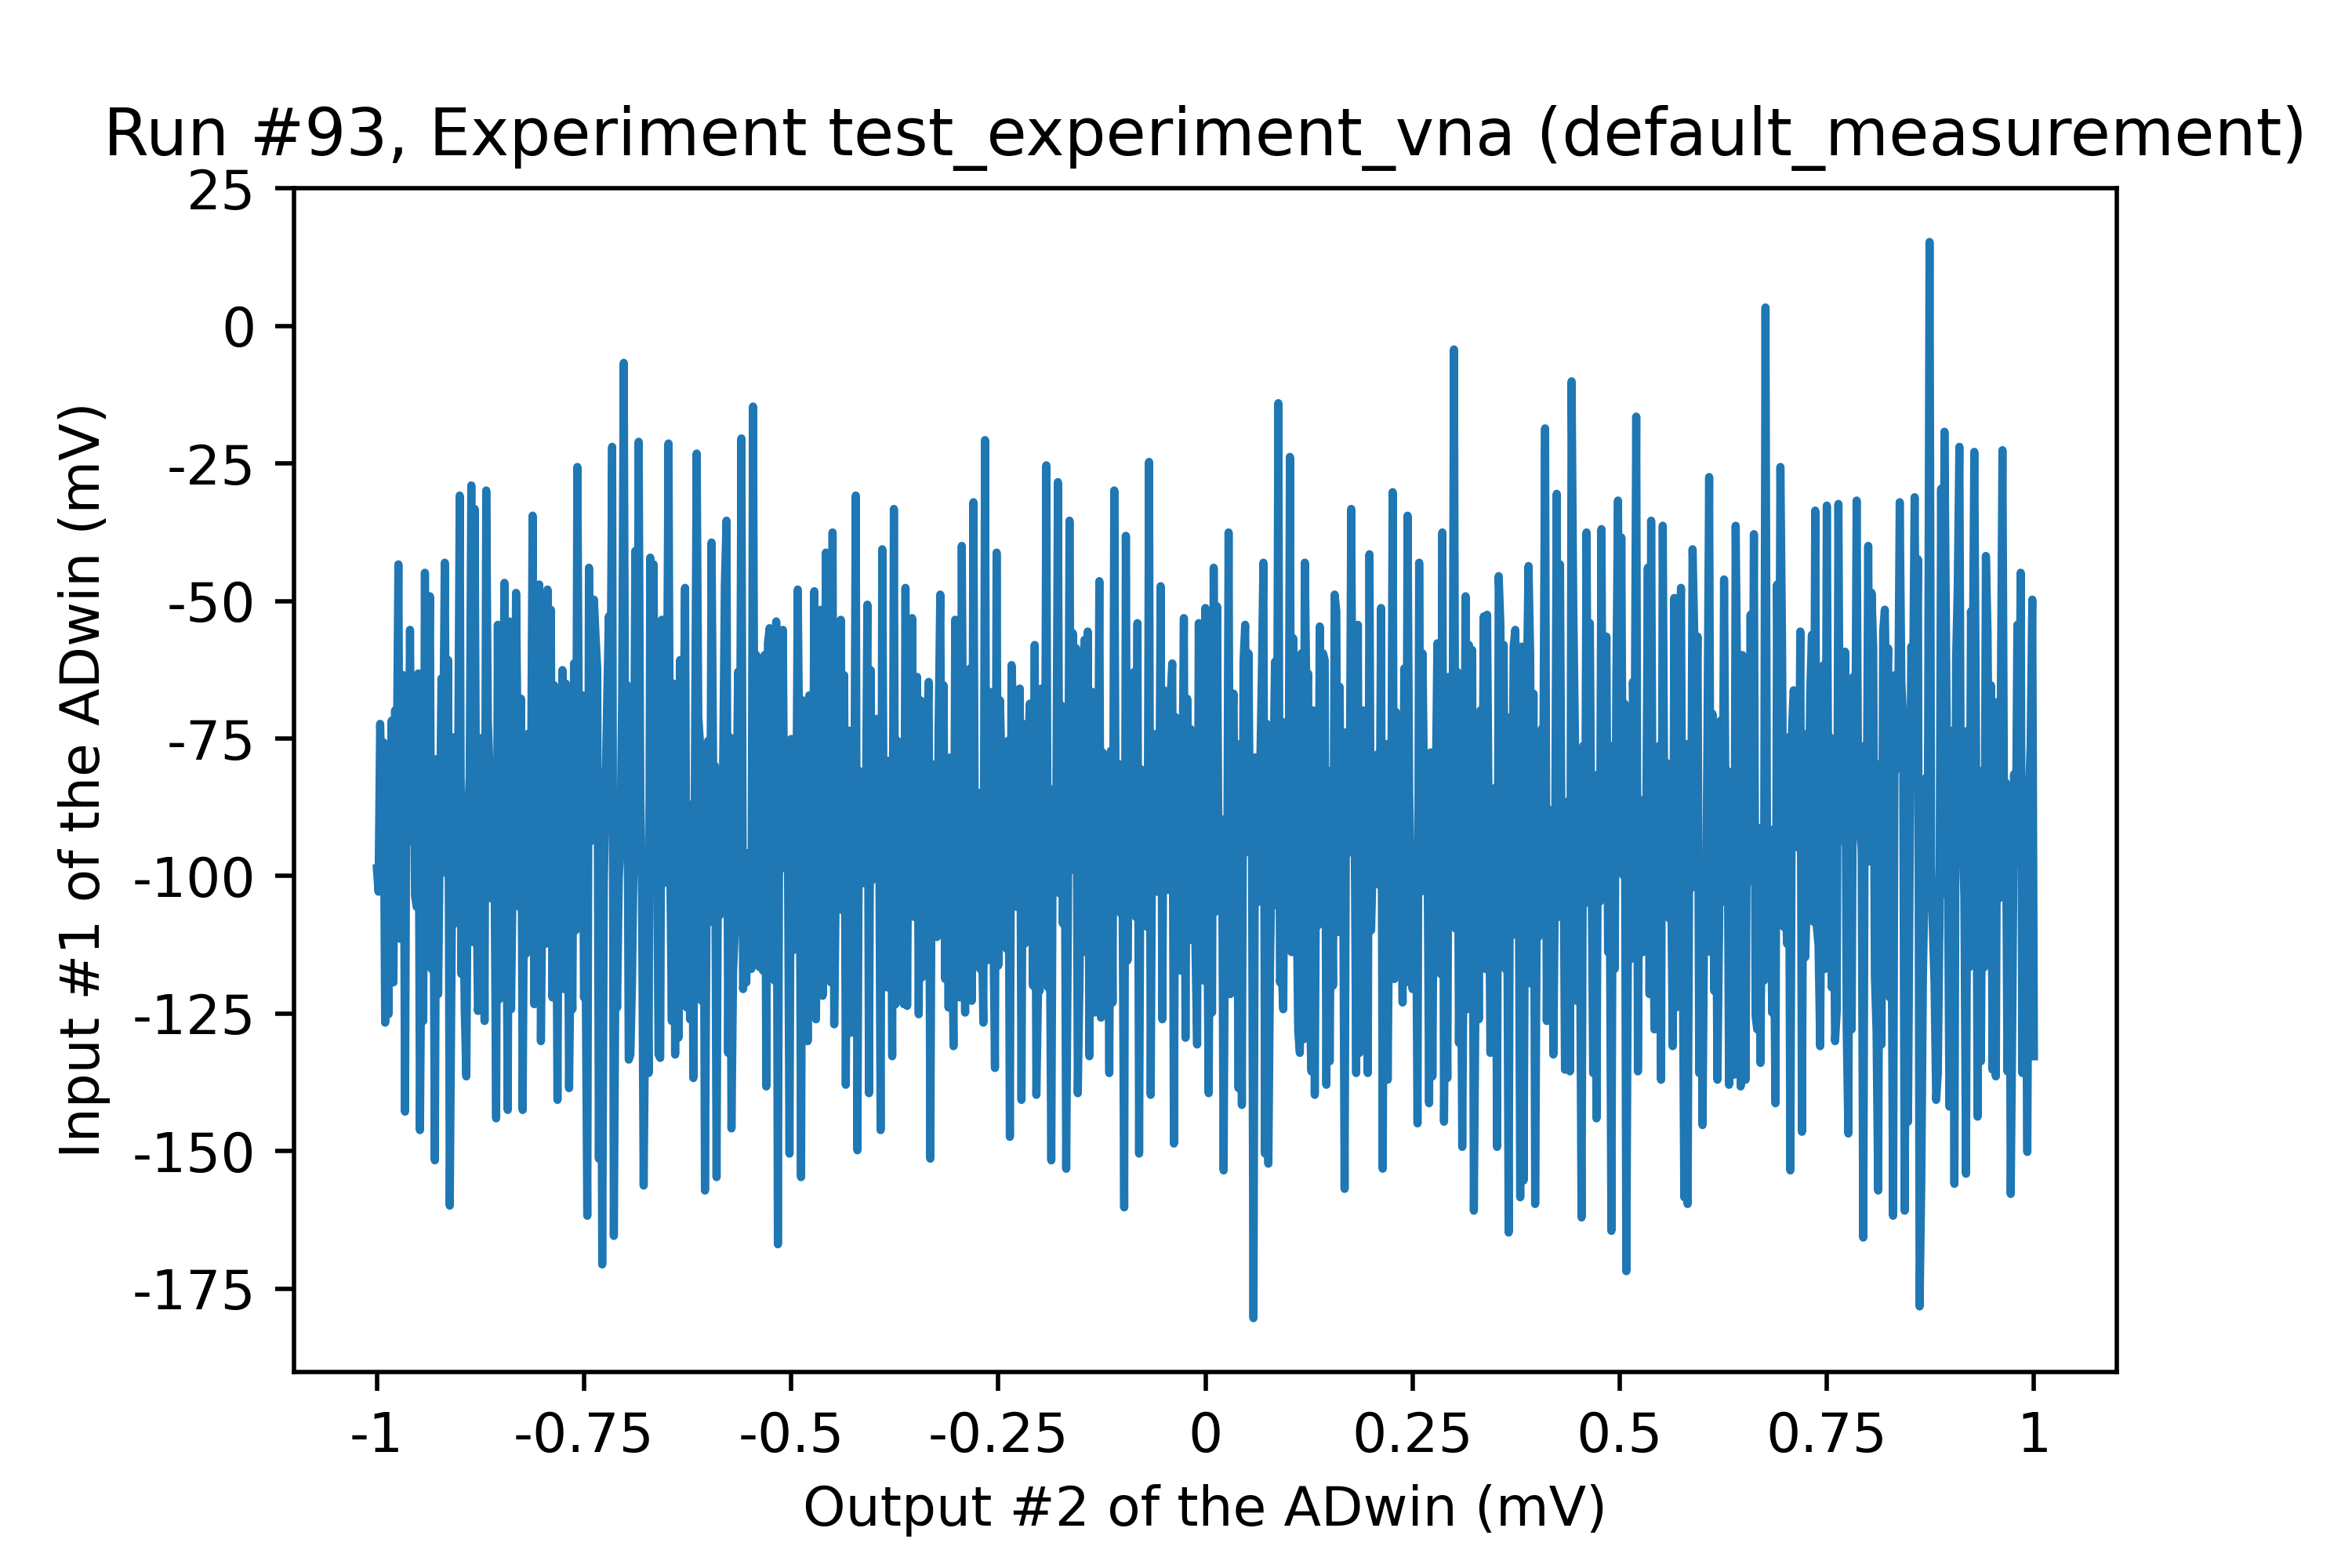 Run #93, Experiment test_experiment_vna (default_measurement)
25
0
-25
-50
-75
-100
-125
-150
-175
Input #1 of the ADwin (mV)
-1 -0.75 -0.5 -0.25 0 0.25 0.5 0.75 1
Output #2 of the ADwin (mV)